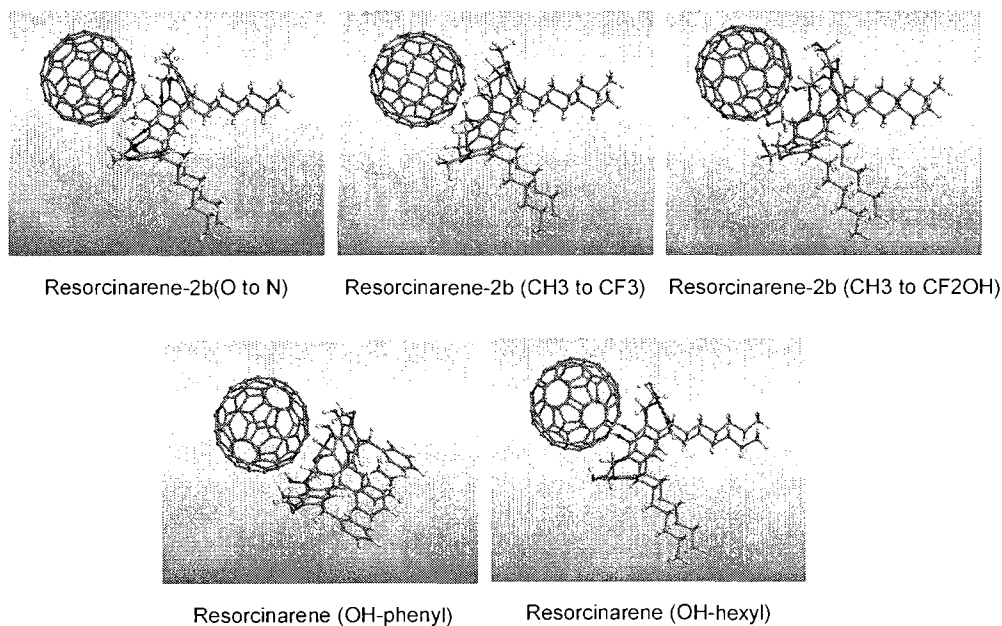 Resorcinarene-2b(O to N)
Resorcinarene-2b (CH3 to CF3)
Resorcinarene-2b (CH3 to CF2OH)
Resorcinarene (OH-phenyl)
Resorcinarene (OH-hexyl)